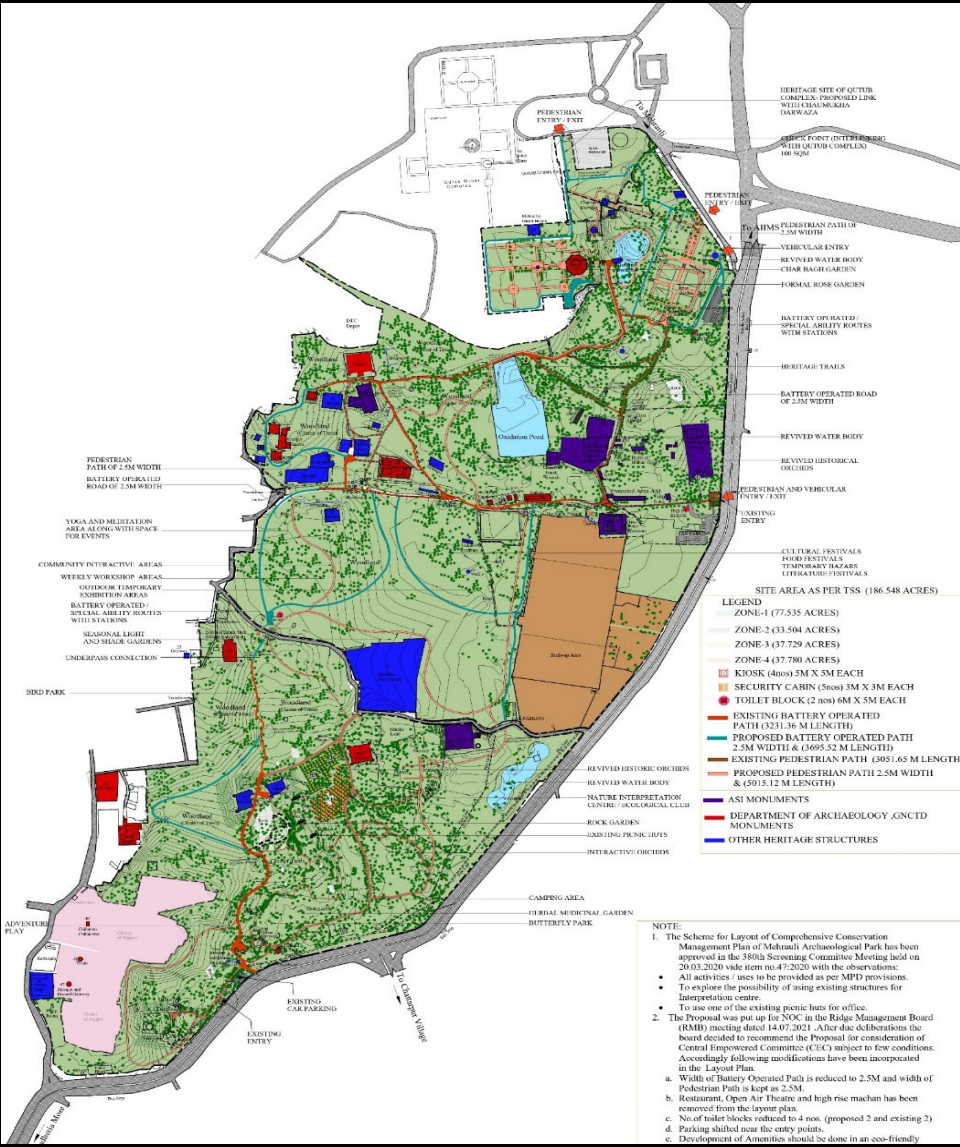 HERITAGE SITE OF QUTUB
COMPLEX- PROPOSED LINK
WITH CHAUMUKHA
DARWAZA
PEDESTRIAN
ENTRY / EXIT
To Mehrauli
CHECK POINT (INTERLINKING
WITH QUTUB COMPLEX)
100 SQM
PEDESTRIAN
ENTRY / EXIT
To AIIMS
PEDESTRIAN PATH OF
2.5M WIDTH
VEHICULAR ENTRY
REVIVED WATER BODY
CHAR BAGH GARDEN
FORMAL ROSE GARDEN
BATTERY OPERATED /
SPECIAL ABILITY ROUTES
WITH STATIONS
HERITAGE TRAILS
BATTERY OPERATED ROAD
OF 2.5M WIDTH
REVIVED WATER BODY
REVIVED HISTORICAL
ORCHIDS
PEDESTRIAN AND VEHICULAR
ENTRY / EXIT
EXISTING
ENTRY
CULTURAL FESTIVALS
FOOD FESTIVALS
TEMPORARY BAZARS
LITERATURE FESTIVALS
Woodland
Woodland
Woodland
Oxidation Pond
PEDESTRIAN
PATH OF 2.5M WIDTH
BATTERY OPERATED
ROAD OF 2.5M WIDTH
YOGA AND MEDITATION
AREA ALONG WITH SPACE
FOR EVENTS
COMMUNITY INTERACTIVE AREAS
WEEKLY WORKSHOP AREAS
OUTDOOR TEMPORARY
EXHIBITION AREAS
BATTERY OPERATED /
SPECIAL ABILITY ROUTES
WITH STATIONS
SEASONAL LIGHT
AND SHADE GARDENS
UNDERPASS CONNECTION
BIRD PARK
Woodland
Built-up Area
Woodland
Woodland
PARKING
Woodland
SITE AREA AS PER TSS (186.548 ACRES)
LEGEND
ZONE-1 (77.535 ACRES)
ZONE-2 (33.504 ACRES)
ZONE-3 (37.729 ACRES)
ZONE-4 (37.780 ACRES)
KIOSK (4nos) 5M X 5M EACH
SECURITY CABIN (5nos) 3M X 3M EACH
TOILET BLOCK (2 nos) 6M X 5M EACH
EXISTING BATTERY OPERATED
PATH (3231.36 M LENGTH)
PROPOSED BATTERY OPERATED PATH
2.5M WIDTH & (3695.52 M LENGTH)
EXISTING PEDESTRIAN PATH (3051.65 M LENGTH)
PROPOSED PEDESTRIAN PATH 2.5M WIDTH
& (5015.12 M LENGTH)
ASI MONUMENTS
DEPARTMENT OF ARCHAEOLOGY ,GNCTD
MONUMENTS
OTHER HERITAGE STRUCTURES
REVIVED HISTORIC ORCHIDS
REVIVED WATER BODY
NATURE INTERPRETATION
CENTRE / ECOLOGICAL CLUB
ROCK GARDEN
EXISTING PICNIC HUTS
INTERACTIVE ORCHIDS
CAMPING AREA
HERBAL MEDICINAL GARDEN
BUTTERFLY PARK
ADVENTURE
PLAY
To Chattarpur Village
EXISTING
CAR PARKING
EXISTING
ENTRY
NOTE:
1. The Scheme for Layout of Comprehensive Conservation
Management Plan of Mehrauli Archaeological Park has been
approved in the 380th Screening Committee Meeting held on
20.03.2020 vide item no.47:2020 with the observations:
• All activities / uses to be provided as per MPD provisions.
• To explore the possibility of using existing structures for
Interpretation centre.
• To use one of the existing picnic huts for office.
2. The Proposal was put up for NOC in the Ridge Management Board
(RMB) meeting dated 14.07.2021 .After due deliberations the
board decided to recommend the Proposal for consideration of
Central Empowered Committee (CEC) subject to few conditions.
Accordingly following modifications have been incorporated
in the Layout Plan.
a. Width of Battery Operated Path is reduced to 2.5M and width of
Pedestrian Path is kept as 2.5M.
b. Restaurant, Open Air Theatre and high rise machan has been
removed from the layout plan.
c. No.of toilet blocks reduced to 4 nos. (proposed 2 and existing 2)
d. Parking shifted near the entry points.
e. Development of Amenities should be done in an eco-friendly